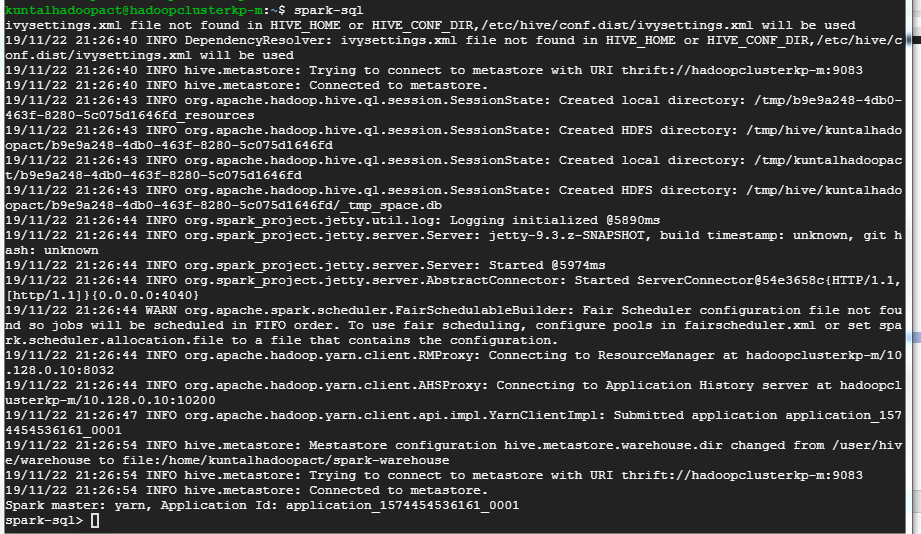 kuntalhadoopact@hadoopclusterkp-m:~$ spark-sql
ivysettings.xml file not found in HIVE_HOME or HIVE_CONF_DIR,/etc/hive/conf.dist/ivysettings.xml will be used
19/11/22 21:26:40 INFO DependencyResolver: ivysettings.xml file not found in HIVE_HOME or HIVE_CONF_DIR,/etc/hive/c
onf.dist/ivysettings.xml will be used
19/11/22 21:26:40 INFO hive.metastore: Trying to connect to metastore with URI thrift://hadoopclusterkp-m:9083
19/11/22 21:26:40 INFO hive.metastore: Connected to metastore.
19/11/22 21:26:43 INFO org.apache.hadoop.hive.ql.session.SessionState: Created local directory: /tmp/b9e9a248-4db0-
463f-8280-5c075d1646fd_resources
19/11/22 21:26:43 INFO org.apache.hadoop.hive.ql.session.SessionState: Created HDFS directory: /tmp/hive/kuntalhado
opact/b9e9a248-4db0-463f-8280-5c075d1646fd
19/11/22 21:26:43 INFO org.apache.hadoop.hive.ql.session.SessionState: Created local directory: /tmp/kuntalhadoopac
t/b9e9a248-4db0-463f-8280-5c075d1646fd
19/11/22 21:26:43 INFO org.apache.hadoop.hive.ql.session.SessionState: Created HDFS directory: /tmp/hive/kuntalhado
opact/b9e9a248-4db0-463f-8280-5c075d1646fd/_tmp_space.db
19/11/22 21:26:44 INFO org.spark_project.jetty.util.log: Logging initialized @5890ms
19/11/22 21:26:44 INFO org.spark_project.jetty.server.Server: jetty-9.3.z-SNAPSHOT, build timestamp: unknown, git h
ash: unknown
19/11/22 21:26:44 INFO org.spark_project.jetty.server.Server: Started @5974ms
19/11/22 21:26:44 INFO org.spark_project.jetty.server.AbstractConnector: Started ServerConnector@54e3658c{HTTP/1.1,
[http/1.1]}{0.0.0.0:4040}
19/11/22 21:26:44 WARN org.apache.spark.scheduler.FairSchedulableBuilder: Fair Scheduler configuration file not fou
nd so jobs will be scheduled in FIFO order. To use fair scheduling, configure pools in fairscheduler.xml or set spa
rk.scheduler.allocation.file to a file that contains the configuration.
19/11/22 21:26:44 INFO org.apache.hadoop.yarn.client.RMProxy: Connecting to ResourceManager at hadoopclusterkp-m/10
.128.0.10:8032
19/11/22 21:26:44 INFO org.apache.hadoop.yarn.client.AHSProxy: Connecting to Application History server at hadoopcl
usterkp-m/10.128.0.10:10200
19/11/22 21:26:47 INFO org.apache.hadoop.yarn.client.api.impl.YarnClientImpl: Submitted application application_157
4454536161_0001
19/11/22 21:26:54 INFO hive.metastore: Mestastore configuration hive.metastore.warehouse.dir changed from /user/hiv
e/warehouse to file:/home/kuntalhadoopact/spark-warehouse
19/11/22 21:26:54 INFO hive.metastore: Trying to connect to metastore with URI thrift://hadoopclusterkp-m:9083
19/11/22 21:26:54 INFO hive.metastore: Connected to metastore.
Spark master: yarn, Application Id: application_1574454536161_0001
spark-sql>